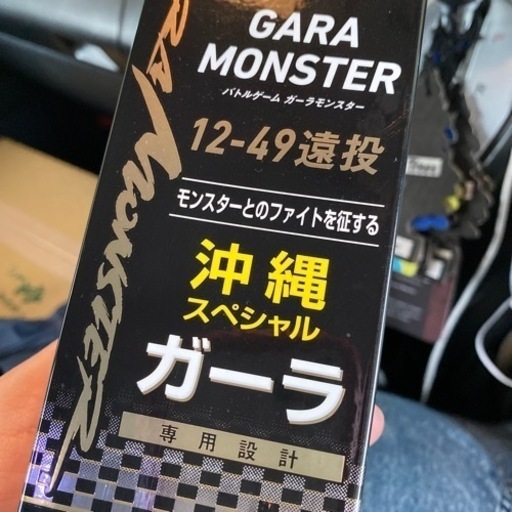 GARA
MONSTER
バトルゲーム ガーラモンスター
12-49遠投
モンスターとのファイトを征する
沖縄
スペシャル
ガーラ
専用設計
MONSTER